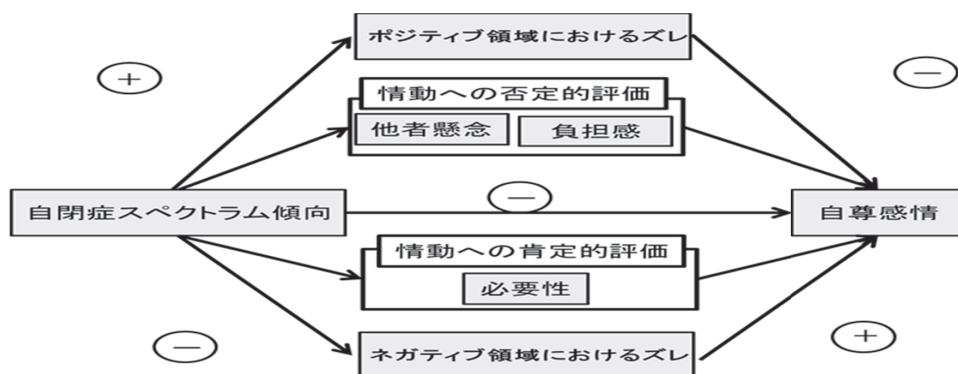 ポジティブ領域におけるズレ
＋
－
情動への否定的評価
他者懸念
負担感
－
自閉症スペクトラム傾向
自尊感情
情動への肯定的評価
必要性
－
＋
ネガティブ領域におけるズレ